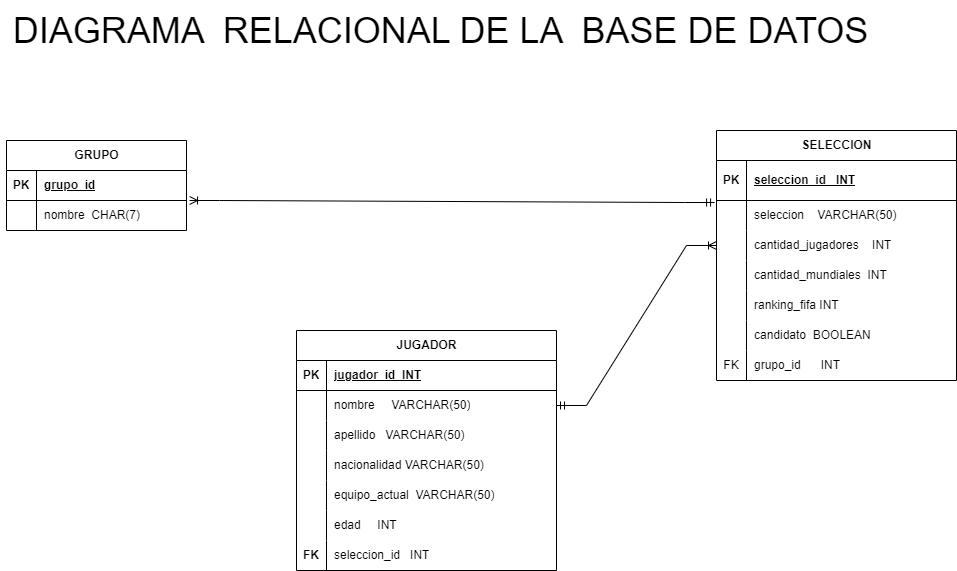 DIAGRAMA RELACIONAL DE LA BASE DE DATOS
GRUPO
PK grupo_id
nombre CHAR(7)
SELECCION
PK seleccion_id INT
seleccion VARCHAR(50)
cantidad_jugadores INT
cantidad_mundiales INT
ranking_fifa INT
candidato BOOLEAN
FK grupo_id INT
JUGADOR
PK jugador_id INT
nombre VARCHAR(50)
apellido VARCHAR(50)
nacionalidad VARCHAR(50)
equipo_actual VARCHAR(50)
edad INT
FK seleccion_id INT